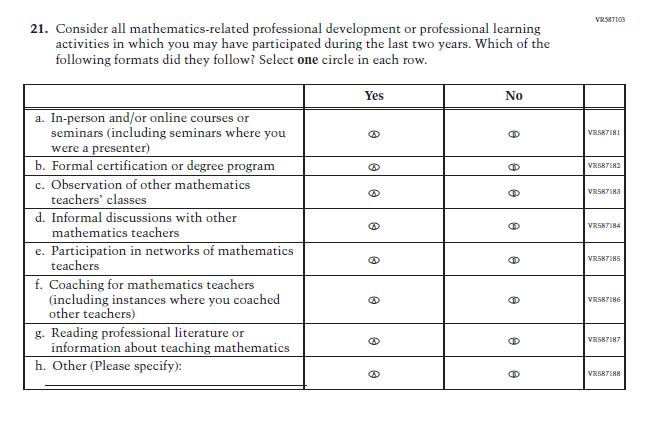 VR587103
21. Consider all mathematics-related professional development or professional learning
activities in which you may have participated during the last two years. Which of the
following formats did they follow? Select one circle in each row.
Yes No
a. In-person and/or online courses or
seminars (including seminars where you
were a presenter)
Ⓐ Ⓑ VR587181
b. Formal certification or degree program Ⓐ Ⓑ VR587182
c. Observation of other mathematics
teachers' classes
Ⓐ Ⓑ VR587183
d. Informal discussions with other
mathematics teachers
Ⓐ Ⓑ VR587184
e. Participation in networks of mathematics
teachers
Ⓐ Ⓑ VR587185
f. Coaching for mathematics teachers
(including instances where you coached
other teachers)
Ⓐ Ⓑ VR587186
g. Reading professional literature or
information about teaching mathematics
Ⓐ Ⓑ VR587187
h. Other (Please specify):
Ⓐ Ⓑ VR587188